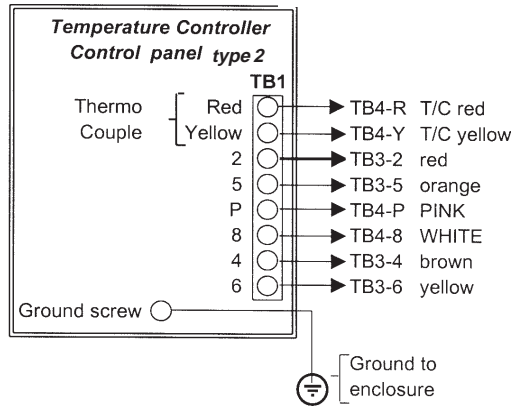 Temperature Controller
Control panel type 2
TB1
Thermo Red TB4-R T/C red
Couple Yellow TB4-Y T/C yellow
2 TB3-2 red
5 TB3-5 orange
P TB4-P PINK
8 TB4-8 WHITE
4 TB3-4 brown
6 TB3-6 yellow
Ground screw
Ground to
enclosure